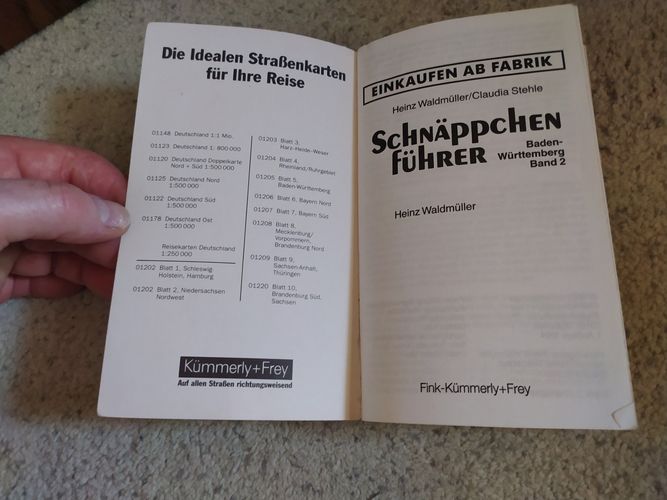 Die Idealen Straßenkarten
für Ihre Reise
01148 Deutschland 1:1 Mio.
01123 Deutschland 1: 800 000
01120 Deutschland Doppelkarte
Nord + Süd 1:500 000
01125 Deutschland Nord
1:500 000
01122 Deutschland Süd
1:500 000
01178 Deutschland Ost
1:500 000
Reisekarten Deutschland
1:250 000
01202 Blatt 1, Schleswig
Holstein, Hamburg
01202 Blatt 2, Niedersachsen
Nordwest
01203 Blatt 3,
Harz-Heide-Weser
01204 Blatt 4,
Rheinland/Ruhrgebiet
01205 Blatt 5,
Baden-Württemberg
01206 Blatt 6, Bayern Nord
01207 Blatt 7, Bayern Süd
01208 Blatt 8,
Mecklenburg/
Vorpommern,
Brandenburg Nord
01209 Blatt 9,
Sachsen-Anhalt,
Thüringen
01220 Blatt 10,
Brandenburg Süd,
Sachsen
Kümmerly+Frey
Auf allen Straßen richtungsweisend
EINKAUFEN AB FABRIK
Heinz Waldmüller/Claudia Stehle
SCHNÄPPCHEN
FÜHRER
Baden-
Württemberg
Band 2
Heinz Waldmüller
Fink-Kümmerly+Frey